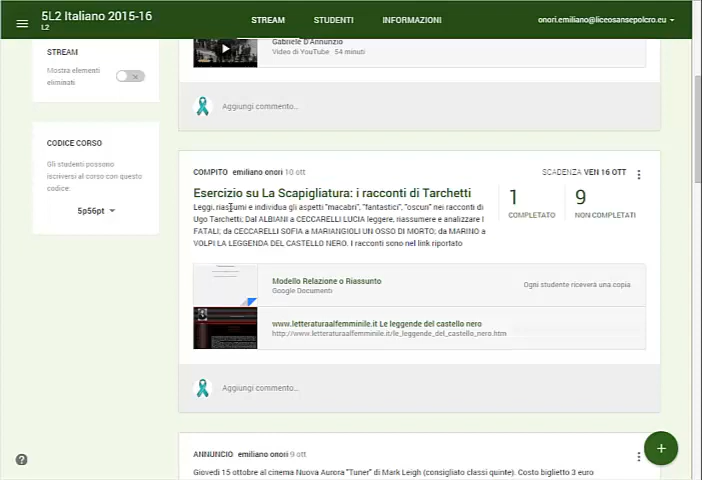 5L2 Italiano 2015-16
L2
STREAM
STUDENTI
INFORMAZIONI
onori.emiliano@liceosansepolcro.eu
STREAM
Mostra elementi
eliminati
CODICE CORSO
Gli studenti possono
iscriversi al corso con questo
codice:
5p56pt
Gabriele D'Annunzio
Video di YouTube 54 minuti
Aggiungi commento...
COMPITO emiliano onori 10 ott
SCADENZA VEN 16 OTT
Esercizio su La Scapigliatura: i racconti di Tarchetti
Leggi, riassumi e individua gli aspetti "macabri", "fantastici", "oscuri" nei racconti di
Ugo Tarchetti; Dal ALBIANI a CECCARELLI LUCIA leggere, riassumere e analizzare I
FATALI; da CECCARELLI SOFIA a MARIANGIOLI UN OSSO DI MORTO; da MARINO a
VOLPI LA LEGGENDA DEL CASTELLO NERO. I racconti sono nel link riportato
1
COMPLETATO
9
NON COMPLETATI
Modello Relazione o Riassunto
Google Documenti
Ogni studente riceverà una copia.
www.letteraturaalfemminile.it Le leggende del castello nero
http://www.letteraturaalfemminile.it/le_leggende_del_castello_nero.htm
Aggiungi commento...
ANNUNCIO emiliano onori 9 ott
Giovedì 15 ottobre al cinema Nuova Aurora "Tuner" di Mark Leigh (consigliato classi quinte). Costo biglietto 3 euro